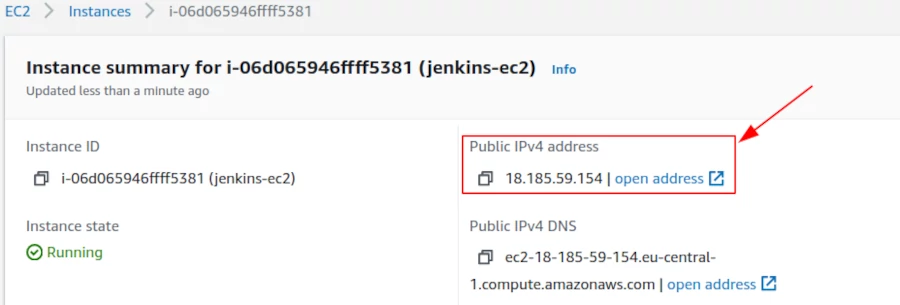 EC2 > Instances > i-06d065946ffff5381
Instance summary for i-06d065946ffff5381 (jenkins-ec2) Info
Updated less than a minute ago
Instance ID
i-06d065946ffff5381 (jenkins-ec2)
Instance state
Running
Public IPv4 address
18.185.59.154 | open address
Public IPv4 DNS
ec2-18-185-59-154.eu-central-
1.compute.amazonaws.com | open address